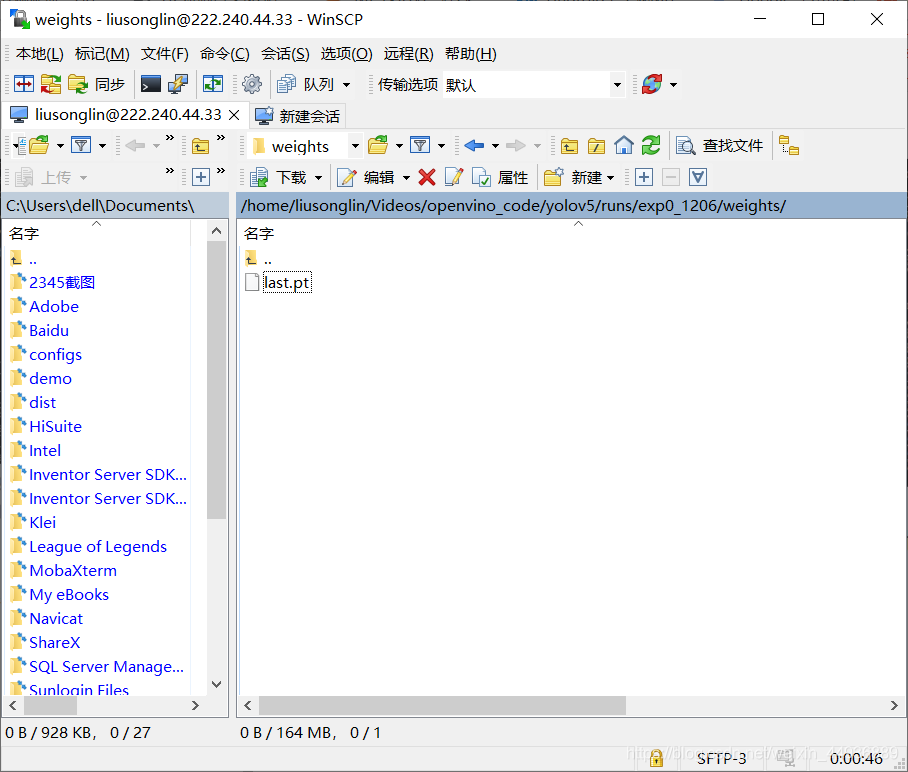 weights - liusonglin@222.240.44.33 - WinSCP
本地(L) 标记(M) 文件(F) 命令(C) 会话(S) 选项(O) 远程(R) 帮助(H)
同步 队列 传输选项 默认
liusonglin@222.240.44.33 新建会话
weights 查找文件
上传 下载 编辑 属性 新建
C:\Users\dell\Documents\ /home/liusonglin/Videos/openvino_code/yolov5/runs/exp0_1206/weights/
名字 名字
.. ..
2345截图 last.pt
Adobe
Baidu
configs
demo
dist
HiSuite
Intel
Inventor Server SDK...
Inventor Server SDK...
Klei
League of Legends
MobaXterm
My eBooks
Navicat
ShareX
SQL Server Manage...
Sunlogin Files
0 B / 928 KB， 0 / 27 0 B / 164 MB， 0 / 1
SFTP-3 0:00:46